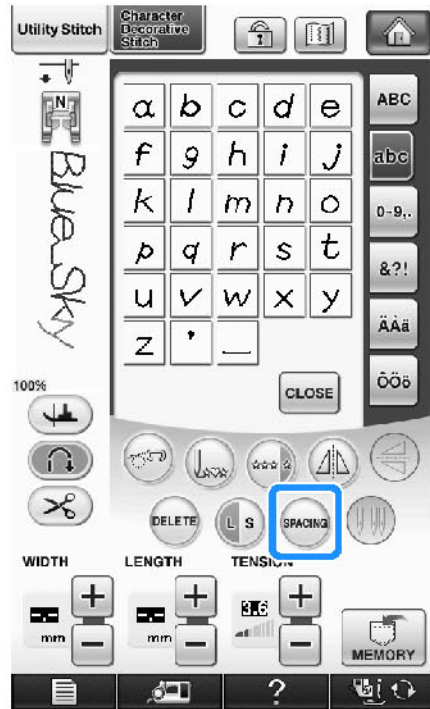 Utility Stitch
Character
Decorative
Stitch
N
Blue_Sky
a b c d e
f g h i j
k l m n o
p q r s t
u v w x y
z ' _
ABC
abc
0~9,.
&?!
ÄÀä
ÔÖö
CLOSE
100%
DELETE
L S
SPACING
WIDTH
LENGTH
TENSION
+
+
+
3.6
mm
mm
−
−
−
MEMORY
?